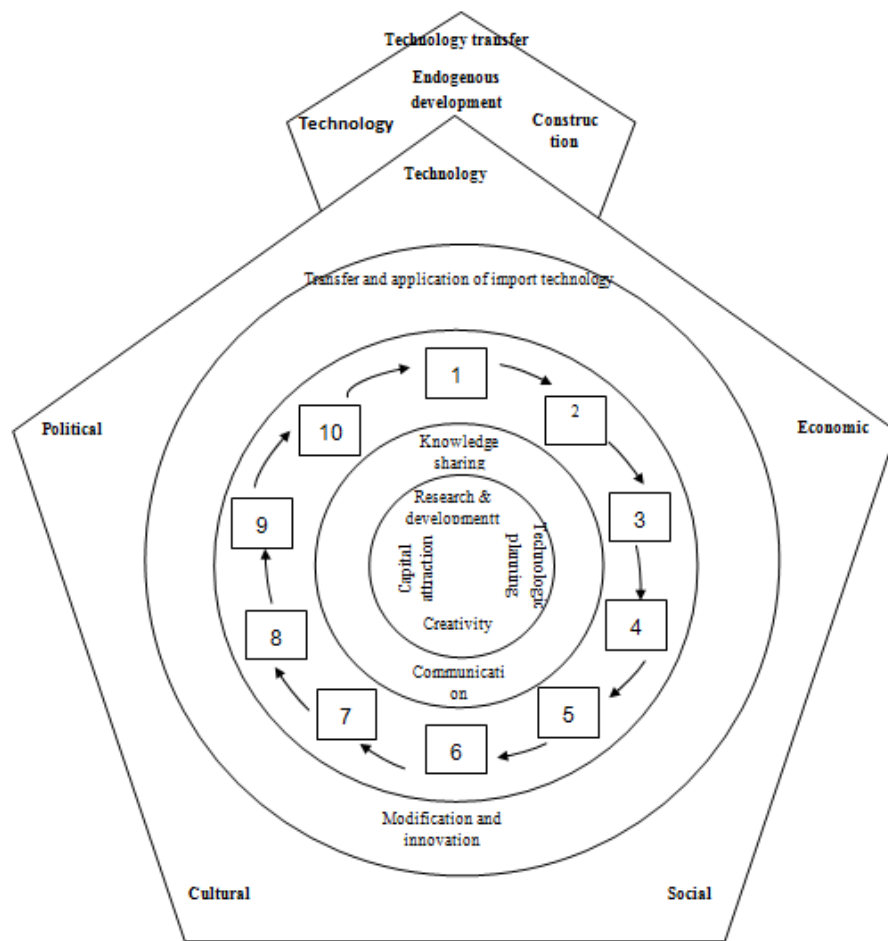 Technology transfer
Endogenous
development
Technology
Construc
tion
Technology
Transfer and application of import technology
1
2
10
Political
Economic
Knowledge
sharing
Research &
developmentt
9
3
Capital
attraction
Technologic
planning
8
4
Creativity
Communicati
on
7
5
6
Modification and
innovation
Cultural
Social